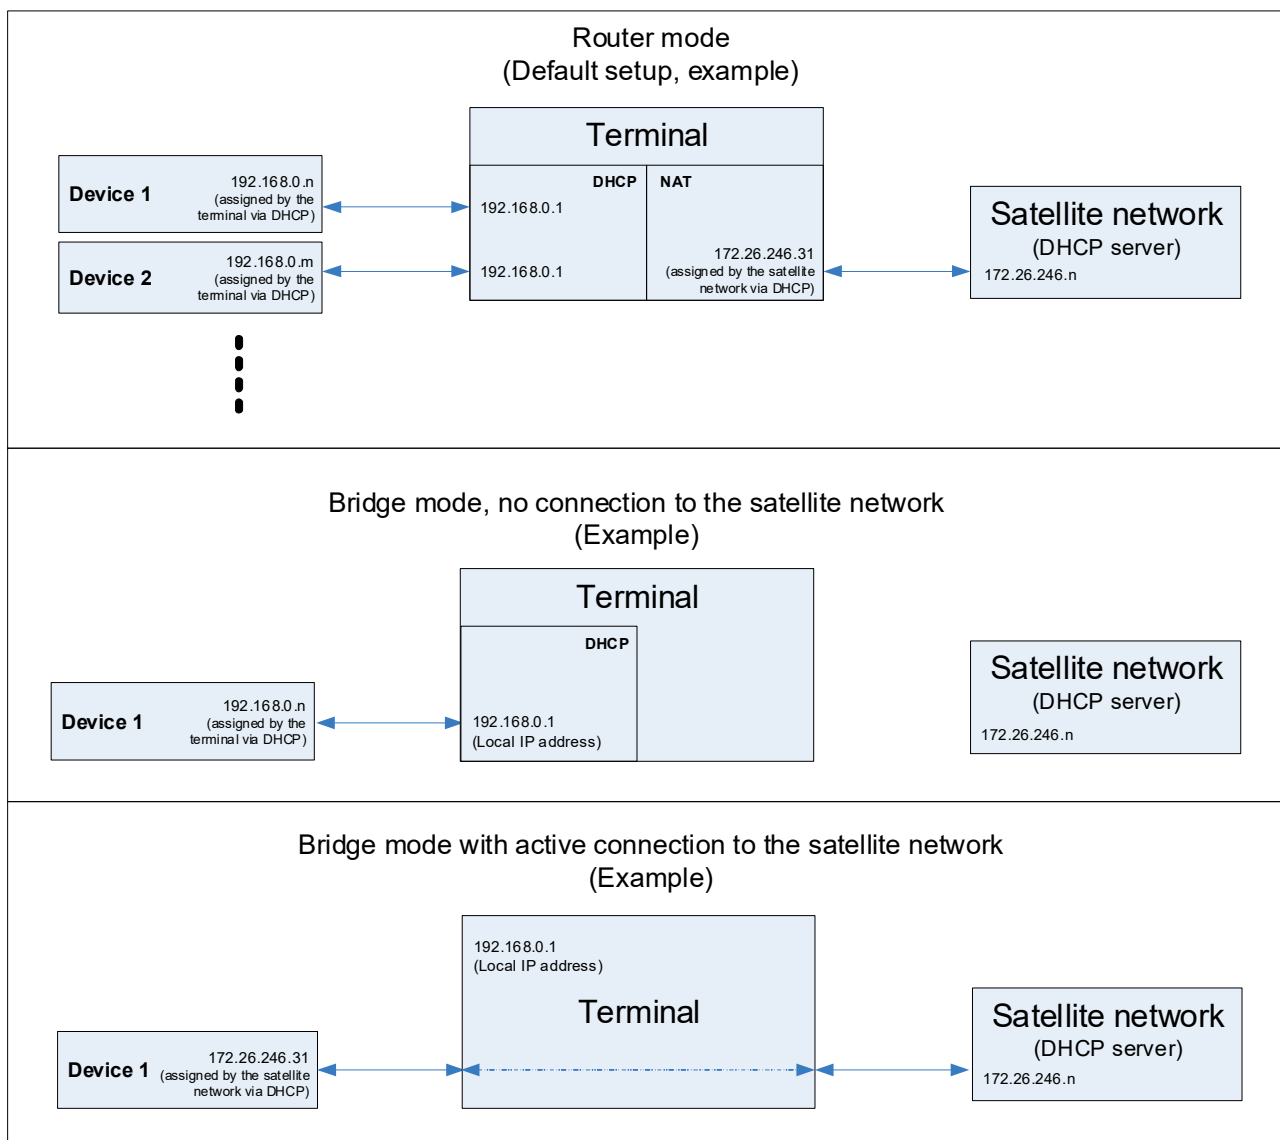 Router mode
(Default setup, example)
Terminal
DHCP
NAT
Device 1
192.168.0.n
(assigned by the
terminal via DHCP)
192.168.0.1
Device 2
192.168.0.m
(assigned by the
terminal via DHCP)
192.168.0.1
172.26.246.31
(assigned by the satellite
network via DHCP)
Satellite network
(DHCP server)
172.26.246.n
Bridge mode, no connection to the satellite network
(Example)
Terminal
DHCP
Device 1
192.168.0.n
(assigned by the
terminal via DHCP)
192.168.0.1
(Local IP address)
Satellite network
(DHCP server)
172.26.246.n
Bridge mode with active connection to the satellite network
(Example)
192.168.0.1
(Local IP address)
Terminal
Device 1
172.26.246.31
(assigned by the satellite
network via DHCP)
Satellite network
(DHCP server)
172.26.246.n